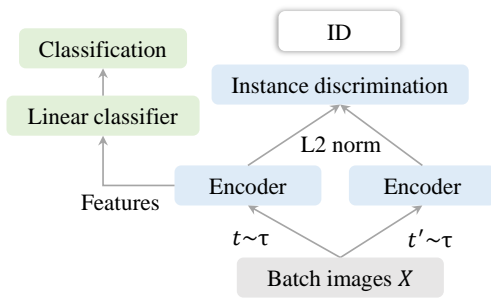 ID
Classification
Instance discrimination
Linear classifier
L2 norm
Encoder
Encoder
Features
t~τ
t′~τ
Batch images X